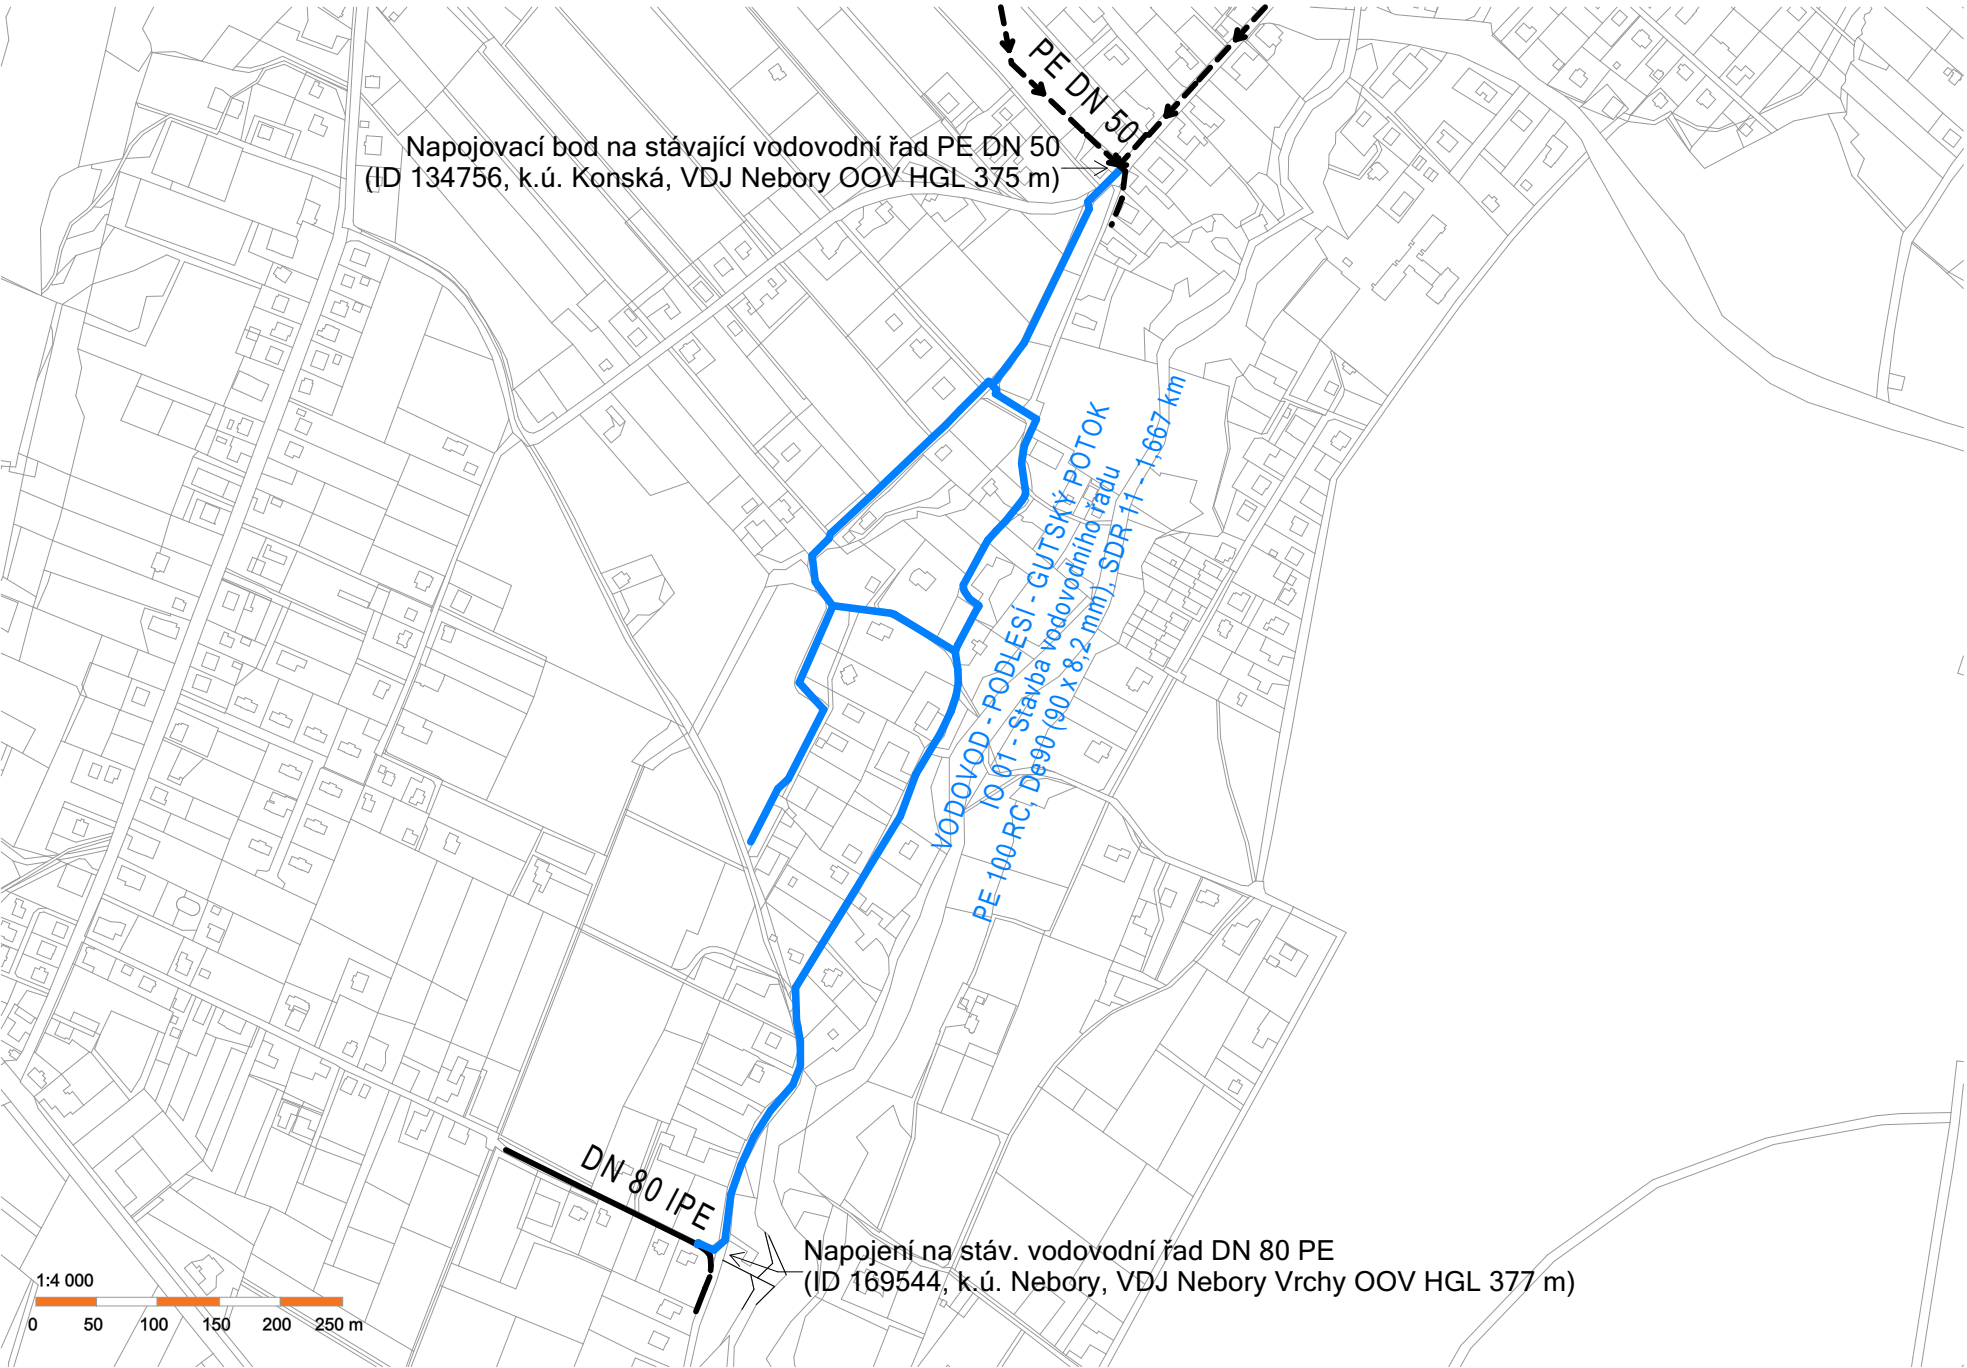 PE DN 50
Napojovací bod na stávající vodovodní řad PE DN 50
(ID 134756, k.ú. Konská, VDJ Nebory OOV HGL 375 m)
VODOVOD - PODLESÍ - GUTSKÝ POTOK
IO 01 - Stavba vodovodního řadu
PE 100 RC, De90 (90 x 8,2 mm), SDR 11 - 1,667 km
DN 80 IPE
Napojení na stáv. vodovodní řad DN 80 PE
(ID 169544, k.ú. Nebory, VDJ Nebory Vrchy OOV HGL 377 m)
1:4 000
0 50 100 150 200 250 m